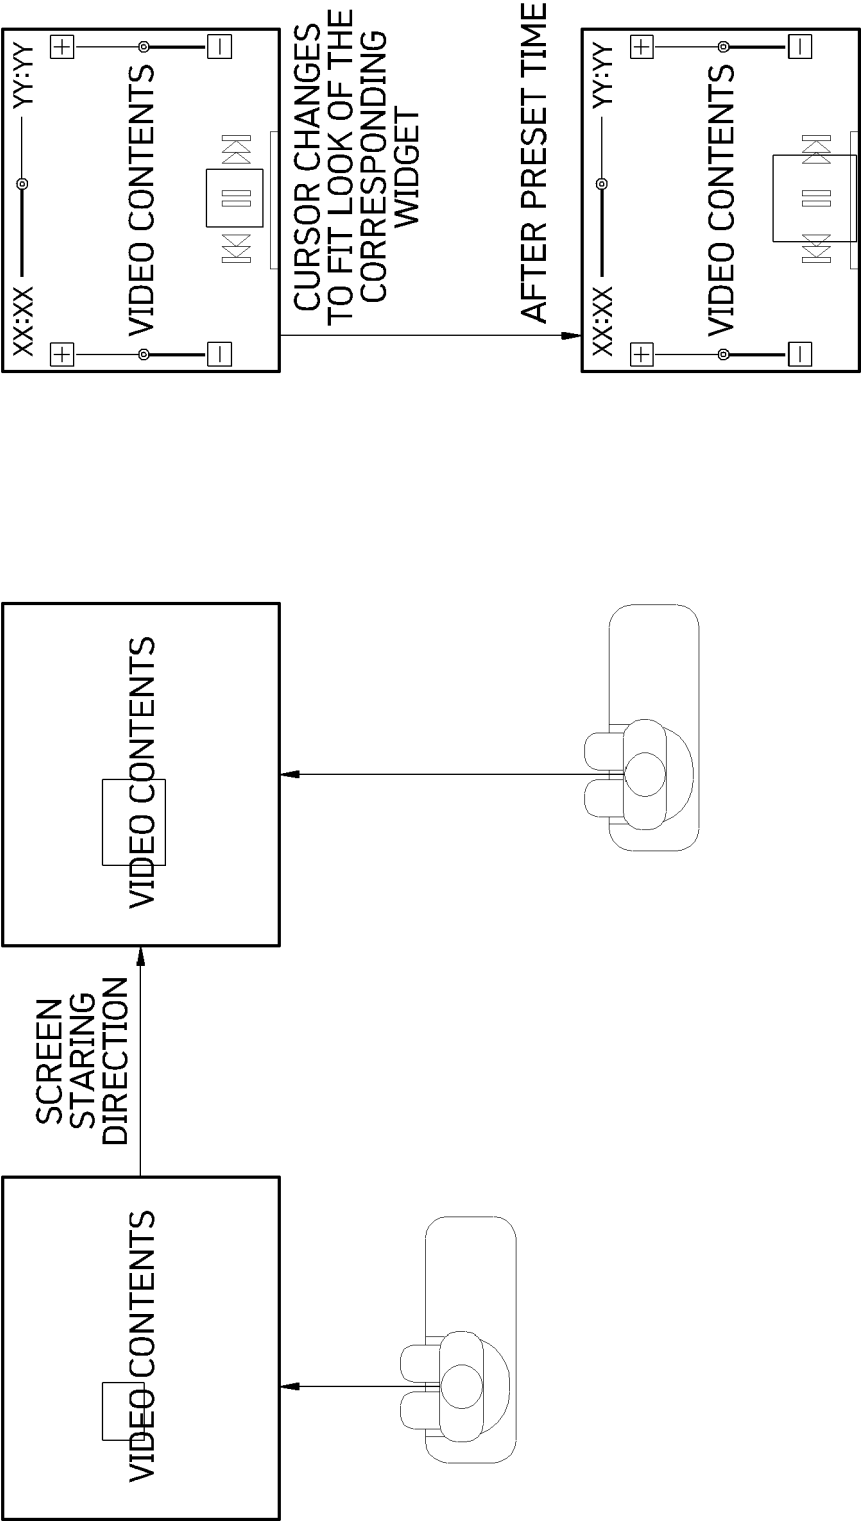 VIDEO CONTENTS
SCREEN
STARING
DIRECTION
VIDEO CONTENTS
XX:XX YY:YY
VIDEO CONTENTS
CURSOR CHANGES
TO FIT LOOK OF THE
CORRESPONDING
WIDGET
AFTER PRESET TIME
XX:XX YY:YY
VIDEO CONTENTS